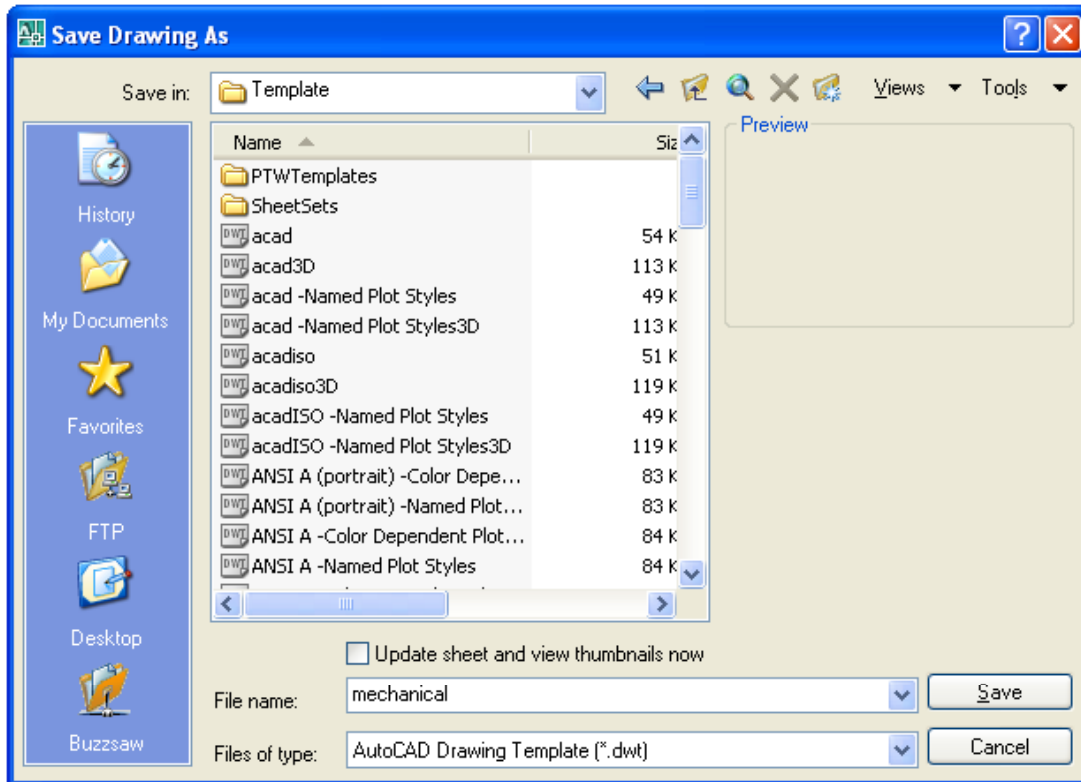 Save Drawing As
Save in: Template Views Tools
Preview
Name Siz
PTWTemplates
SheetSets
acad 54 K
acad3D 113 K
acad -Named Plot Styles 49 K
acad -Named Plot Styles3D 113 K
acadiso 51 K
acadiso3D 119 K
acadISO -Named Plot Styles 49 K
acadISO -Named Plot Styles3D 119 K
ANSI A (portrait) -Color Depe... 83 K
ANSI A (portrait) -Named Plot... 83 K
ANSI A -Color Dependent Plot... 84 K
ANSI A -Named Plot Styles 84 K
History
My Documents
Favorites
FTP
Desktop
Buzzsaw
Update sheet and view thumbnails now
File name: mechanical Save
Files of type: AutoCAD Drawing Template (*.dwt) Cancel